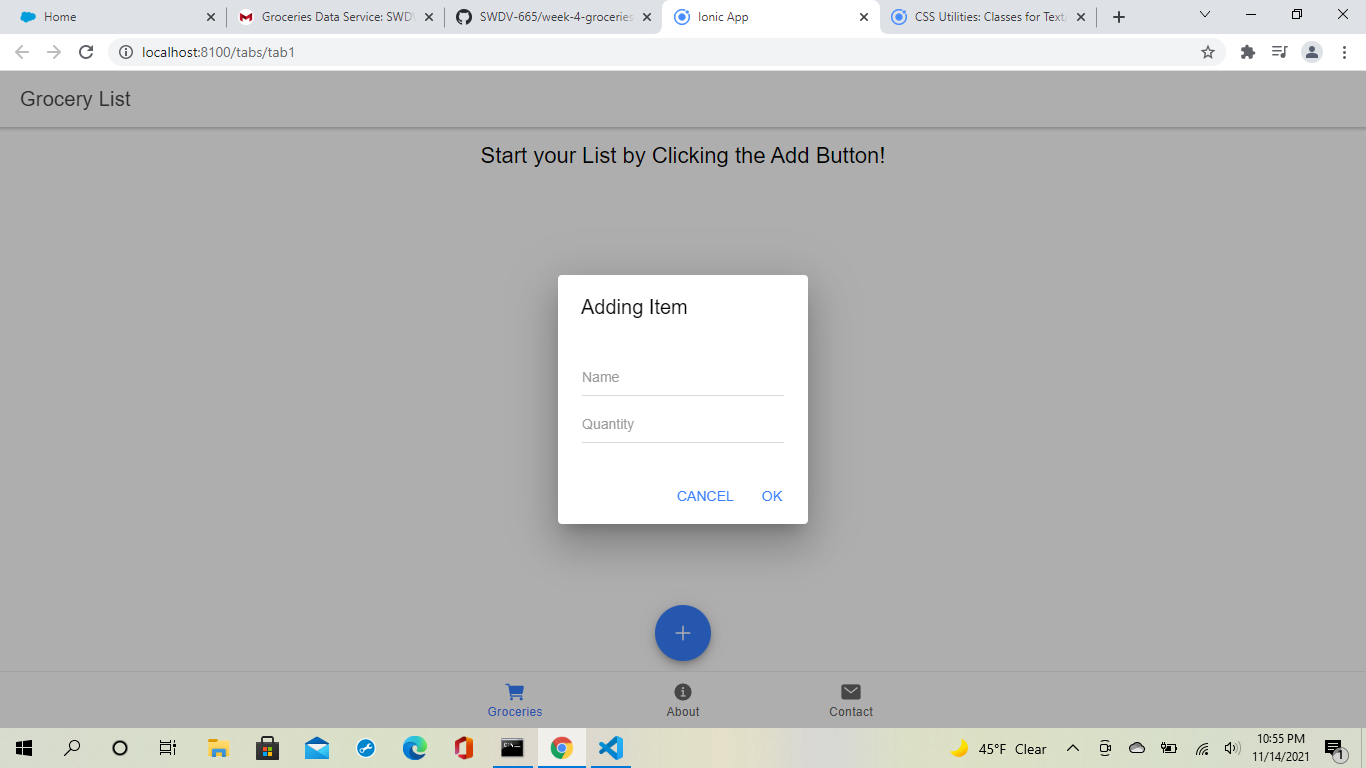 Home
Groceries Data Service: SWDV
SWDV-665/week-4-groceries
Ionic App
CSS Utilities: Classes for Text
localhost:8100/tabs/tab1
Grocery List
Start your List by Clicking the Add Button!
Adding Item
Name
Quantity
CANCEL OK
Groceries
About
Contact
45°F Clear
10:55 PM
11/14/2021
1